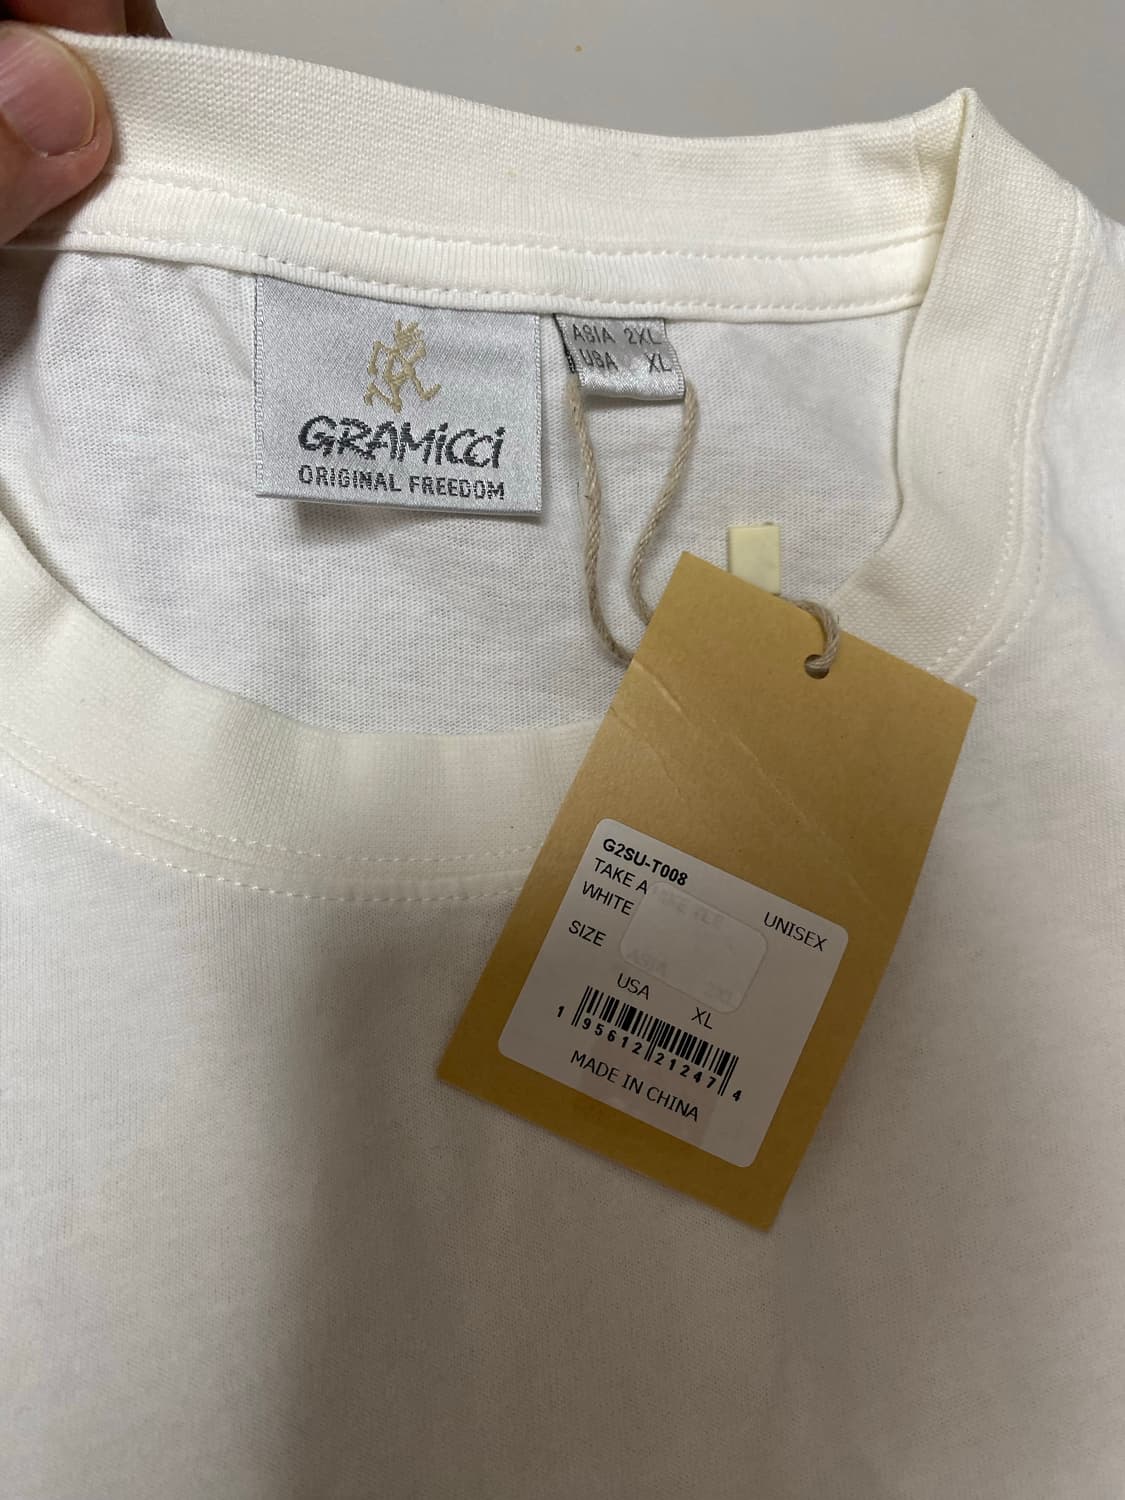 GRAMiCCi
ORIGINAL FREEDOM
ASIA 2XL
USA XL
G2SU-T008
TAKE A
WHITE UNISEX
SIZE
USA XL
1 95612 21247 4
MADE IN CHINA